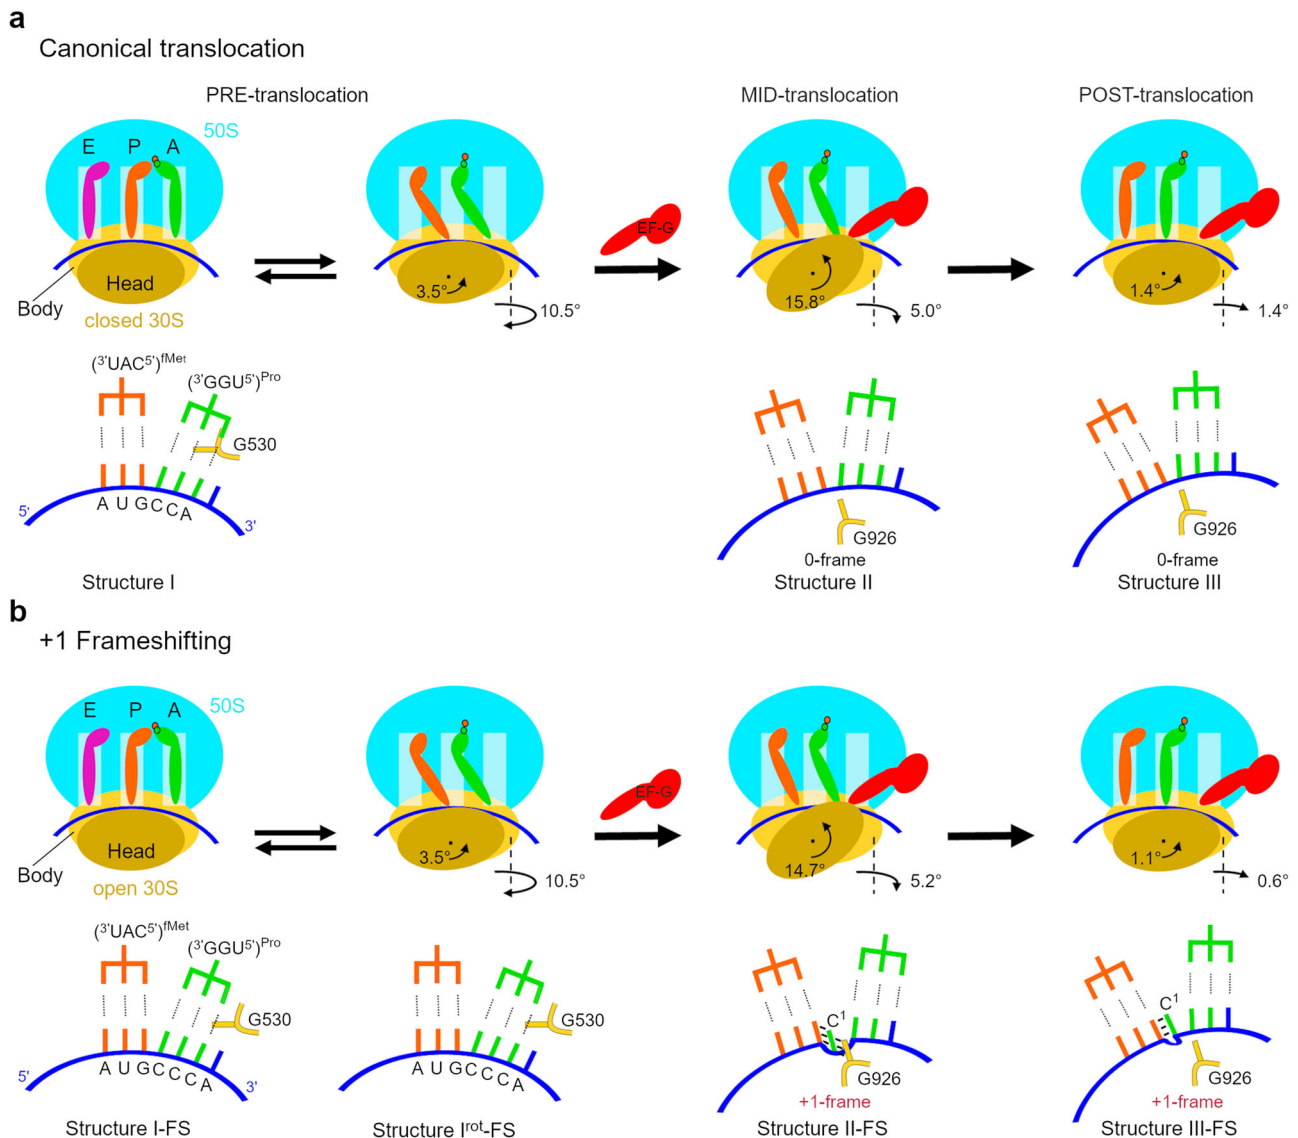 a
Canonical translocation
PRE-translocation
MID-translocation
POST-translocation
50S
E P A
EF-G
Head
Body
closed 30S
3.5°
10.5°
15.8°
5.0°
1.4°
1.4°
(3'UAC5')fMet
(3'GGU5')Pro
G530
A U G C C A
5'
3'
G926
0-frame
G926
0-frame
Structure I
Structure II
Structure III
b
+1 Frameshifting
50S
E P A
EF-G
Head
Body
open 30S
3.5°
10.5°
14.7°
5.2°
1.1°
0.6°
(3'UAC5')fMet
(3'GGU5')Pro
G530
G530
C1
C1
A U G C C C A
A U G C C C A
5'
3'
G926
+1-frame
G926
+1-frame
Structure I-FS
Structure Irot-FS
Structure II-FS
Structure III-FS